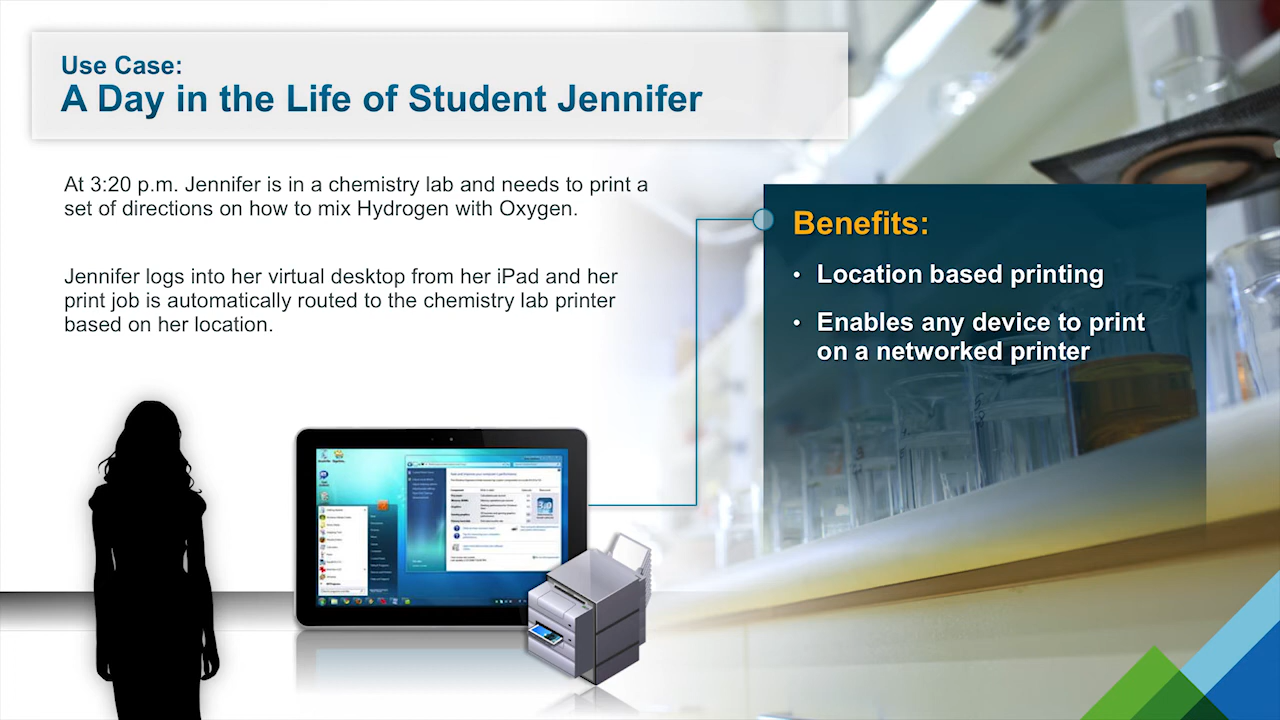 Use Case:
A Day in the Life of Student Jennifer
At 3:20 p.m. Jennifer is in a chemistry lab and needs to print a
set of directions on how to mix Hydrogen with Oxygen.
Jennifer logs into her virtual desktop from her iPad and her
print job is automatically routed to the chemistry lab printer
based on her location.
Benefits:
• Location based printing
• Enables any device to print
on a networked printer